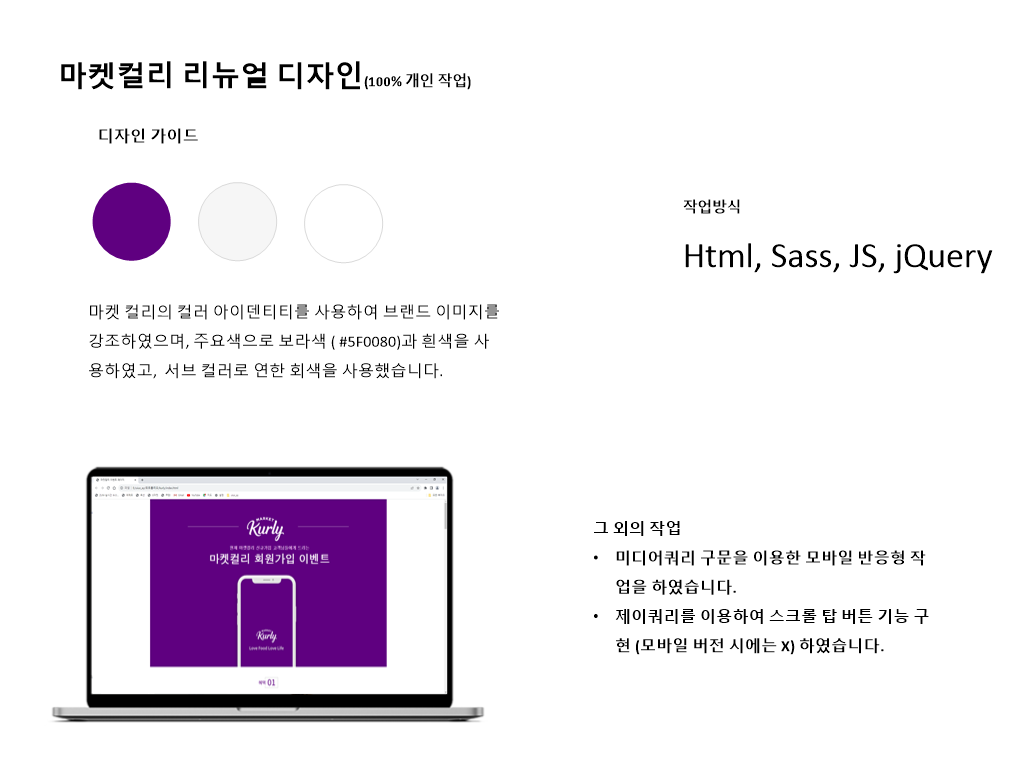 마켓컬리 리뉴얼 디자인(100% 개인 작업)
디자인 가이드
마켓 컬리의 컬러 아이덴티티를 사용하여 브랜드 이미지를
강조하였으며, 주요색으로 보라색 ( #5F0080)과 흰색을 사
용하였고,  서브 컬러로 연한 회색을 사용했습니다.
작업방식
Html, Sass, JS, jQuery
MARKET
Kurly
마켓컬리 회원가입 이벤트
Kurly
Love Food Love Life
혜택 01
그 외의 작업
• 미디어쿼리 구문을 이용한 모바일 반응형 작
업을 하였습니다.
• 제이쿼리를 이용하여 스크롤 탑 버튼 기능 구
현 (모바일 버전 시에는 X) 하였습니다.